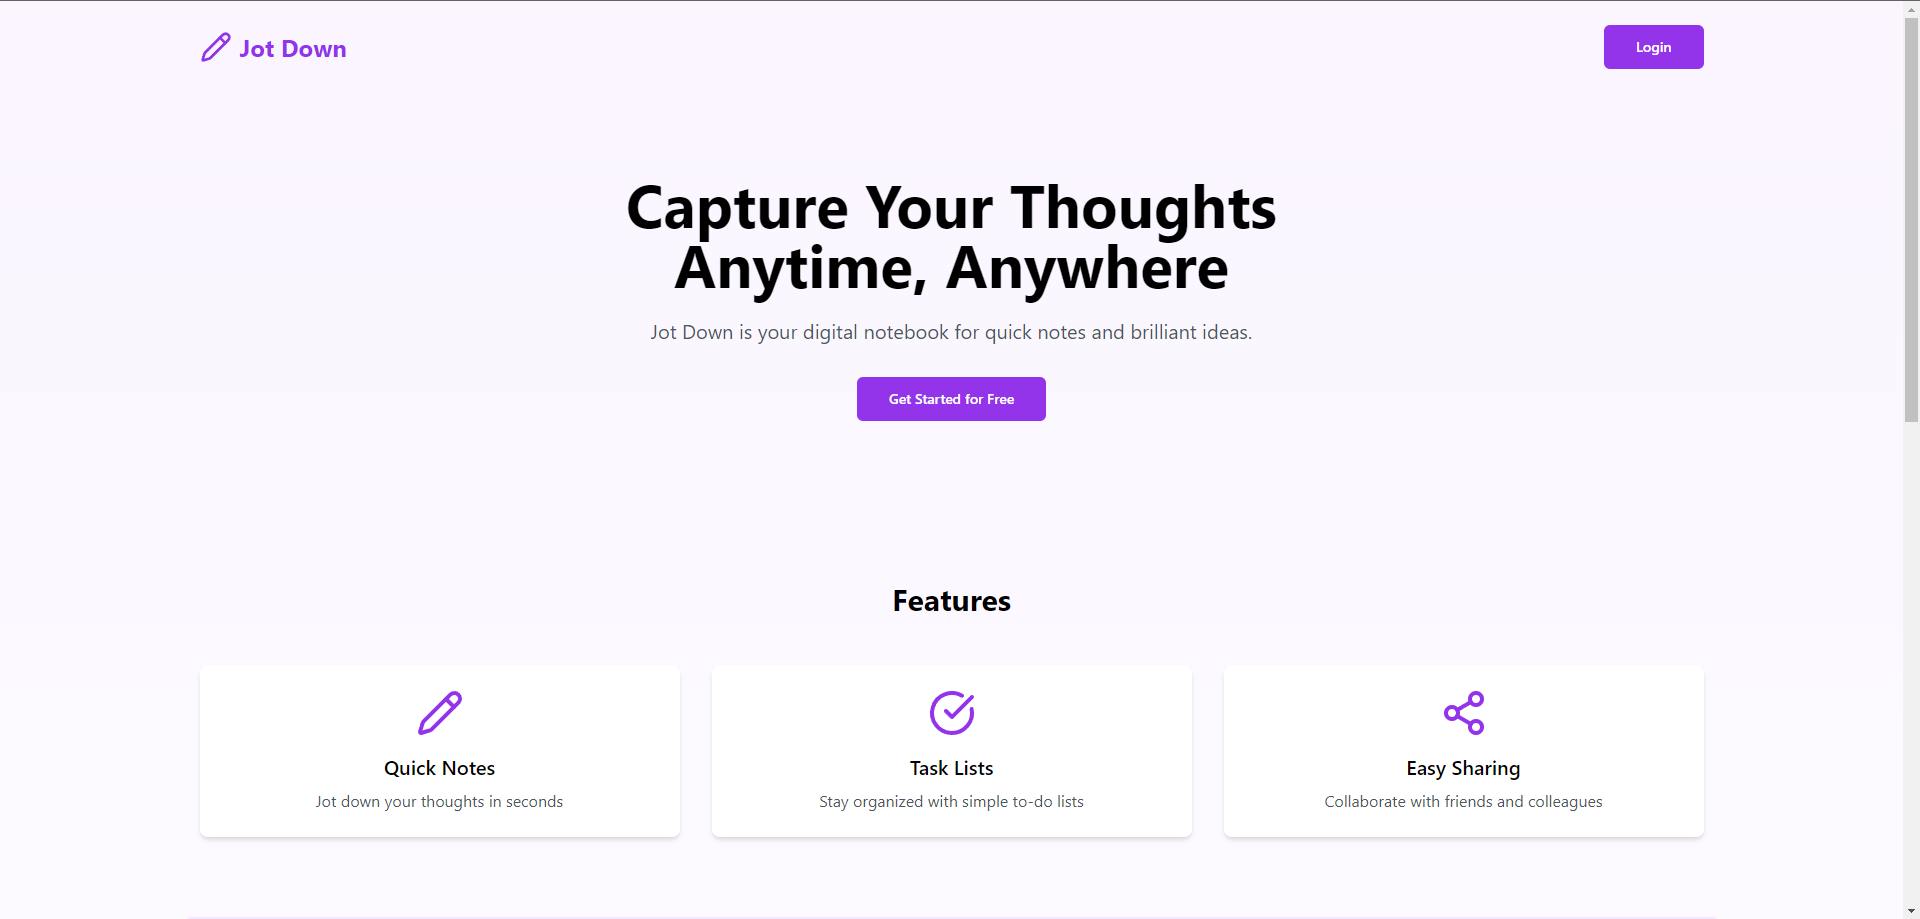 Jot Down
Login
Capture Your Thoughts
Anytime, Anywhere
Jot Down is your digital notebook for quick notes and brilliant ideas.
Get Started for Free
Features
Quick Notes
Jot down your thoughts in seconds
Task Lists
Stay organized with simple to-do lists
Easy Sharing
Collaborate with friends and colleagues